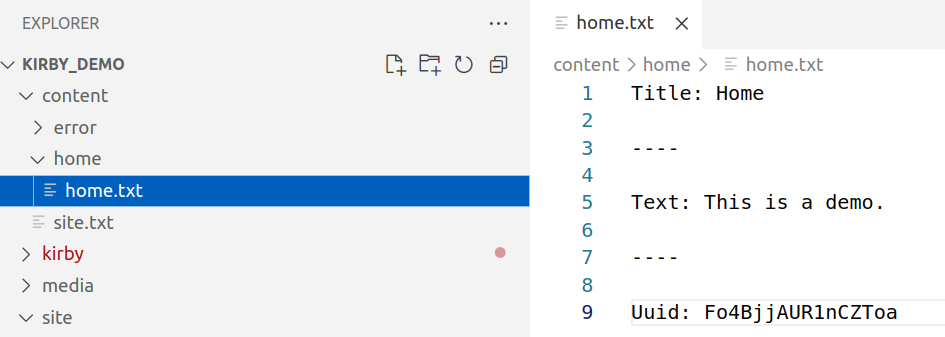 EXPLORER
KIRBY_DEMO
content
error
home
home.txt
site.txt
kirby
media
site
home.txt
content > home > home.txt
1 Title: Home
2
3 ----
4
5 Text: This is a demo.
6
7 ----
8
9 Uuid: Fo4BjjAUR1nCZToa